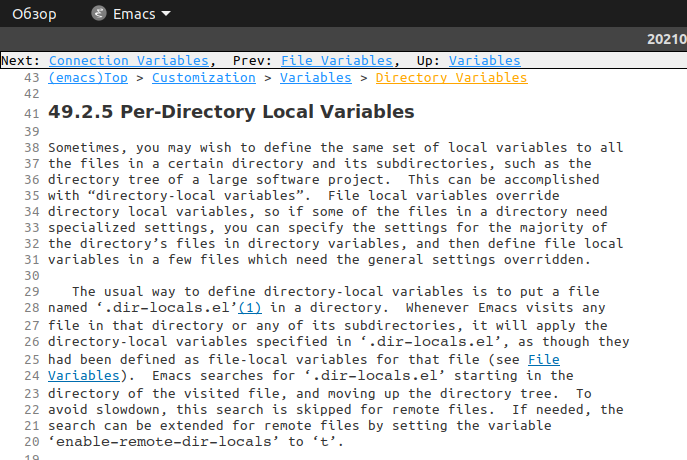 Обзор Emacs
20210
Next: Connection Variables, Prev: File Variables, Up: Variables
43 (emacs)Top > Customization > Variables > Directory Variables
42
41 49.2.5 Per-Directory Local Variables
39
38 Sometimes, you may wish to define the same set of local variables to all
37 the files in a certain directory and its subdirectories, such as the
36 directory tree of a large software project. This can be accomplished
35 with “directory-local variables”. File local variables override
34 directory local variables, so if some of the files in a directory need
33 specialized settings, you can specify the settings for the majority of
32 the directory’s files in directory variables, and then define file local
31 variables in a few files which need the general settings overridden.
30
29 The usual way to define directory-local variables is to put a file
28 named ‘.dir-locals.el’(1) in a directory. Whenever Emacs visits any
27 file in that directory or any of its subdirectories, it will apply the
26 directory-local variables specified in ‘.dir-locals.el’, as though they
25 had been defined as file-local variables for that file (see File
24 Variables). Emacs searches for ‘.dir-locals.el’ starting in the
23 directory of the visited file, and moving up the directory tree. To
22 avoid slowdown, this search is skipped for remote files. If needed, the
21 search can be extended for remote files by setting the variable
20 ‘enable-remote-dir-locals’ to ‘t’.
19